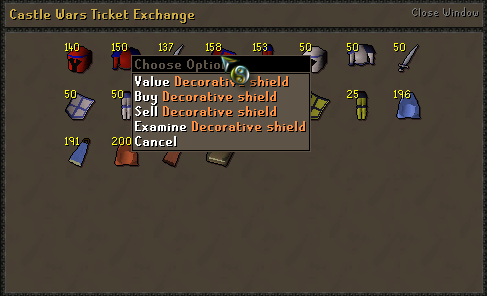 Castle Wars Ticket Exchange
Close Window
140
150
137
158
153
50
50
50
Choose Option
Value Decorative shield
Buy Decorative shield
Sell Decorative shield
Examine Decorative shield
Cancel
50
50
25
196
191
200